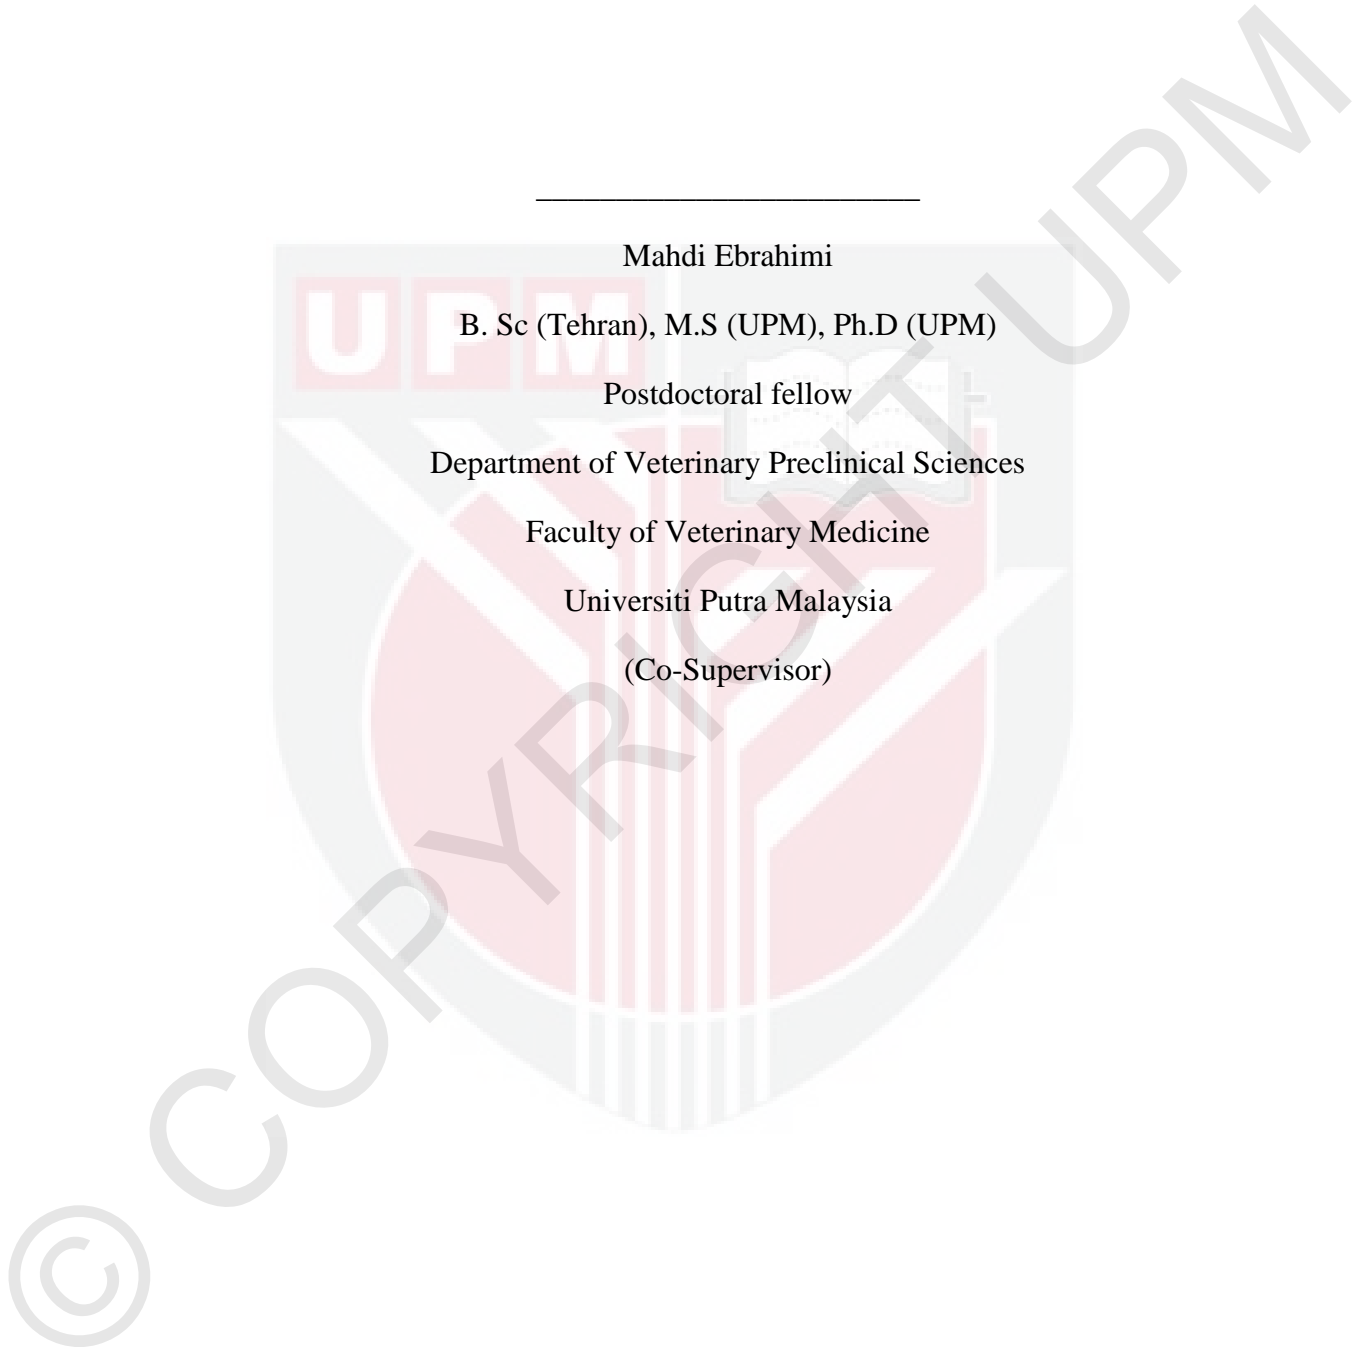 ________________________
Mahdi Ebrahimi
UPM
B. Sc (Tehran), M.S (UPM), Ph.D (UPM)
Postdoctoral fellow
Department of Veterinary Preclinical Sciences
Faculty of Veterinary Medicine
Universiti Putra Malaysia
(Co-Supervisor)
© COPYRIGHT UPM